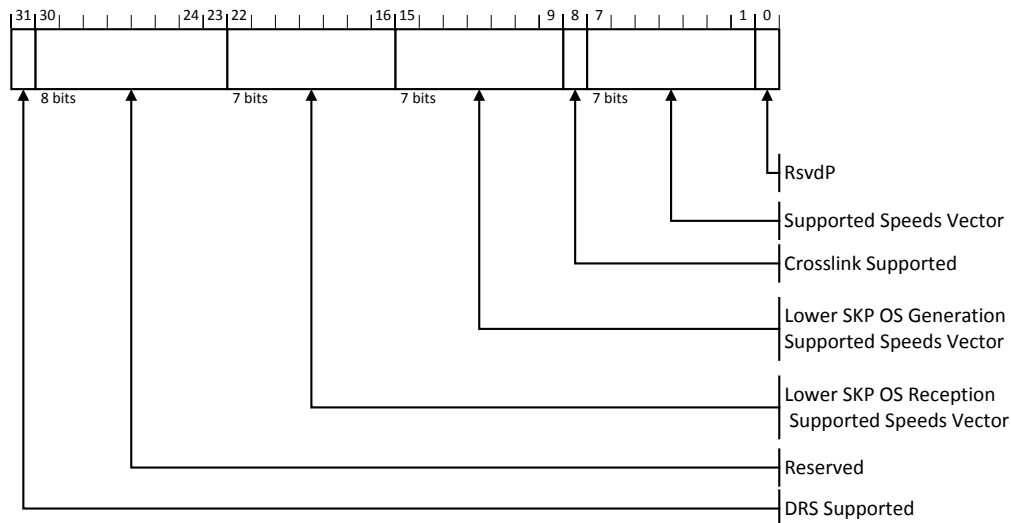 31 30 24 23 22 16 15 9 8 7 1 0
8 bits 7 bits 7 bits 7 bits
RsvdP
Supported Speeds Vector
Crosslink Supported
Lower SKP OS Generation
Supported Speeds Vector
Lower SKP OS Reception
Supported Speeds Vector
Reserved
DRS Supported